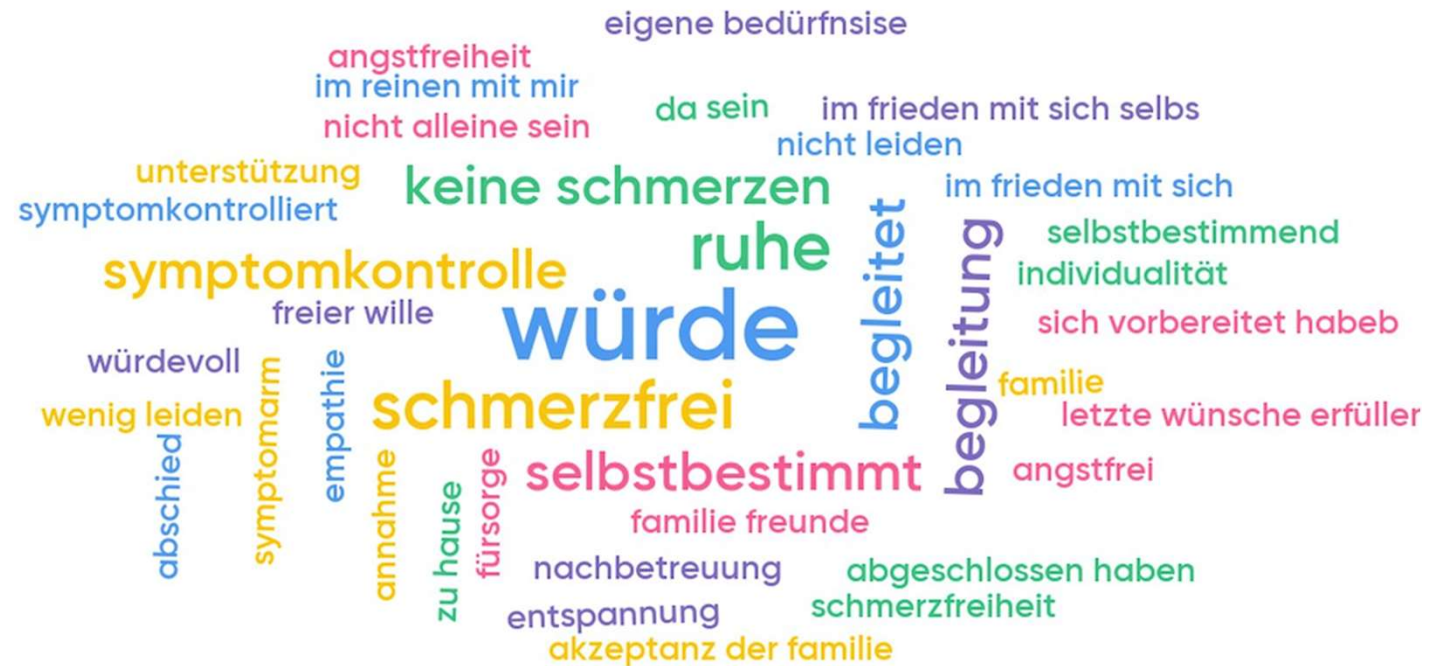 eigene bedürfnsise
angstfreiheit
im reinen mit mir
da sein
im frieden mit sich selbs
nicht alleine sein
nicht leiden
unterstützung
keine schmerzen
im frieden mit sich
symptomkontrolliert
begleitet
begleitung
selbstbestimmend
ruhe
symptomkontrolle
individualität
freier wille
würde
sich vorbereitet habeb
würdevoll
symptomarm
empathie
familie
wenig leiden
schmerzfrei
letzte wünsche erfüller
abschied
annahme
zu hause
fürsorge
selbstbestimmt
angstfrei
familie freunde
nachbetreuung
abgeschlossen haben
entspannung
schmerzfreiheit
akzeptanz der familie